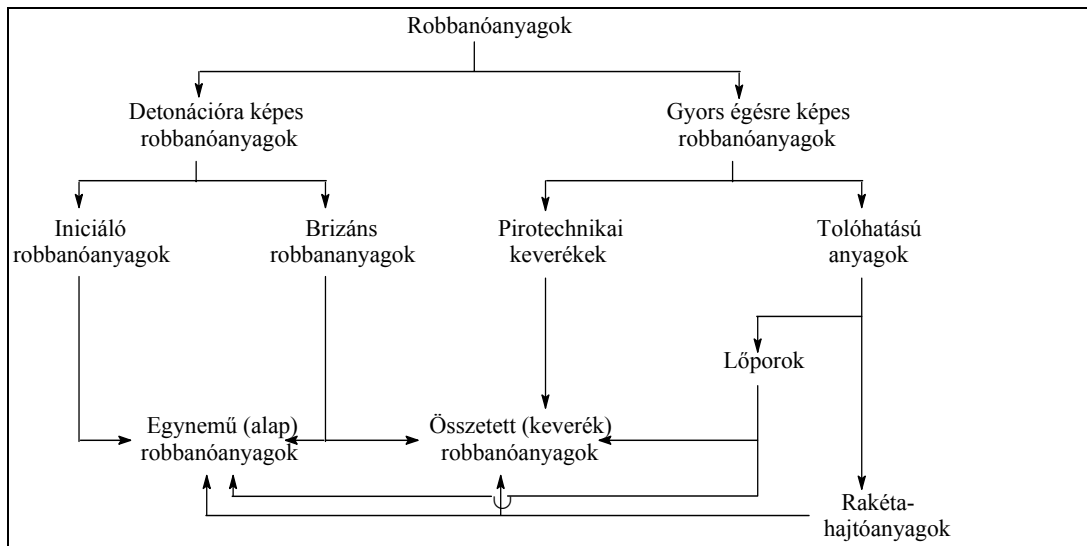 Robbanóanyagok
Detonációra képes
robbanóanyagok
Gyors égésre képes
robbanóanyagok
Iniciáló
robbanóanyagok
Brizáns
robbananyagok
Pirotechnikai
keverékek
Tolóhatású
anyagok
Lőporok
Egynemű (alap)
robbanóanyagok
Összetett (keverék)
robbanóanyagok
Rakéta-
hajtóanyagok